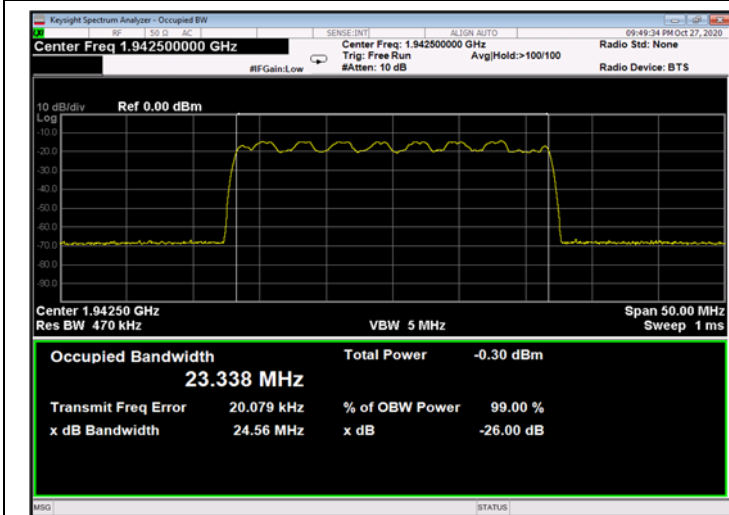 Keysight Spectrum Analyzer - Occupied BW
RF 50 Ω AC SENSE:INT ALIGN AUTO 09:49:34 PM Oct 27, 2020
Center Freq 1.942500000 GHz Center Freq: 1.942500000 GHz Radio Std: None
Trig: Free Run Avg|Hold:>100/100
#IFGain:Low #Atten: 10 dB Radio Device: BTS
10 dB/div Ref 0.00 dBm
Log
-10.0
-20.0
-30.0
-40.0
-50.0
-60.0
-70.0
-80.0
-90.0
Center 1.94250 GHz Span 50.00 MHz
Res BW 470 kHz VBW 5 MHz Sweep 1 ms
Occupied Bandwidth Total Power -0.30 dBm
23.338 MHz
Transmit Freq Error 20.079 kHz % of OBW Power 99.00 %
x dB Bandwidth 24.56 MHz x dB -26.00 dB
MSG STATUS